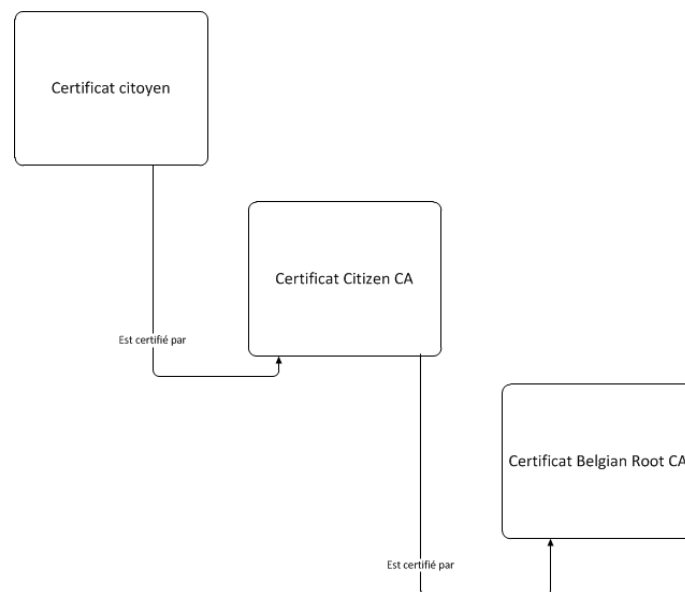 Certificat citoyen
Certificat Citizen CA
Est certifié par
Certificat Belgian Root CA
Est certifié par